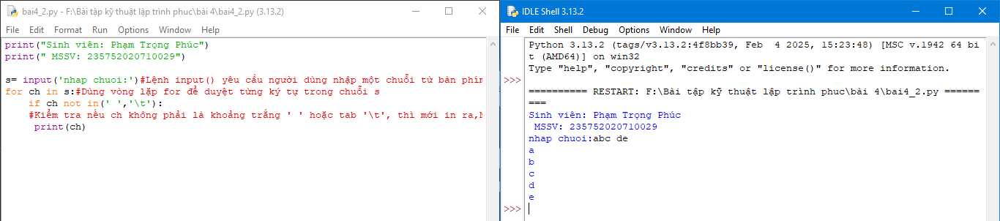 bai4_2.py - F:\Bài tập kỹ thuật lập trình phuc\bài 4\bai4_2.py (3.13.2)
File Edit Format Run Options Window Help
print("Sinh viên: Phạm Trọng Phúc")
print(" MSSV: 235752020710029")
s= input('nhap chuoi:')#Lệnh input() yêu cầu người dùng nhập một chuỗi từ bàn phím
for ch in s:#Dùng vòng lặp for để duyệt từng ký tự trong chuỗi s
    if ch not in(' ','\t'):
    #Kiểm tra nếu ch không phải là khoảng trắng ' ' hoặc tab '\t', thì mới in ra,
     print(ch)
IDLE Shell 3.13.2
File Edit Shell Debug Options Window Help
Python 3.13.2 (tags/v3.13.2:4f8bb39, Feb  4 2025, 15:23:48) [MSC v.1942 64 bi
t (AMD64)] on win32
Type "help", "copyright", "credits" or "license()" for more information.
>>>
========== RESTART: F:\Bài tập kỹ thuật lập trình phuc\bài 4\bai4_2.py =======
===
Sinh viên: Phạm Trọng Phúc
 MSSV: 235752020710029
nhap chuoi:abc de
a
b
c
d
e
>>>